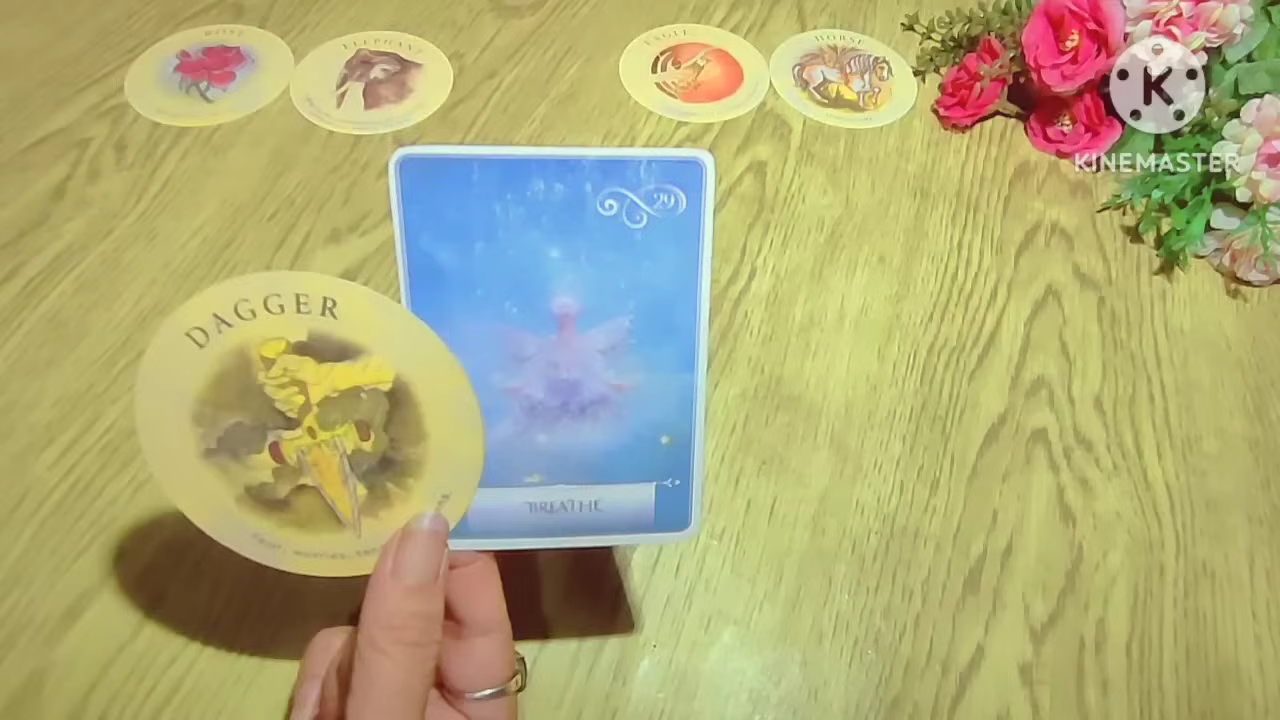 ROSE
ELEPHANT
EAGLE
HORSE
K
KINEMASTER
29
DAGGER
BREATHE